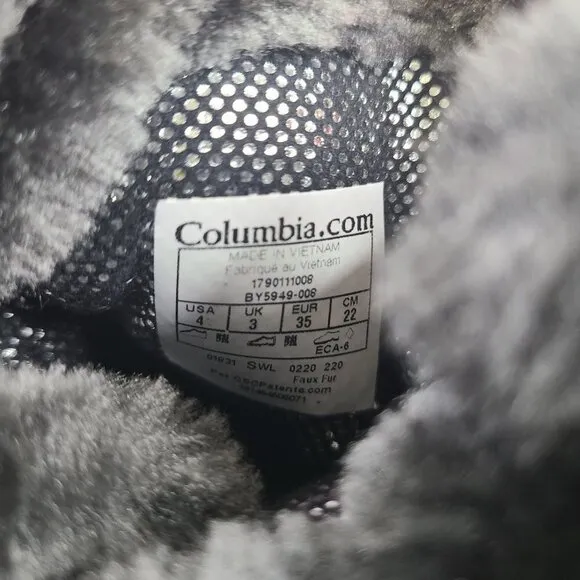 Columbia.com
MADE IN VIETNAM
Fabriqué au Vietnam
1790111008
BY5949-008
USA UK EUR CM
4 3 35 22
ECA-6
SWL 0220 220
Faux Fur